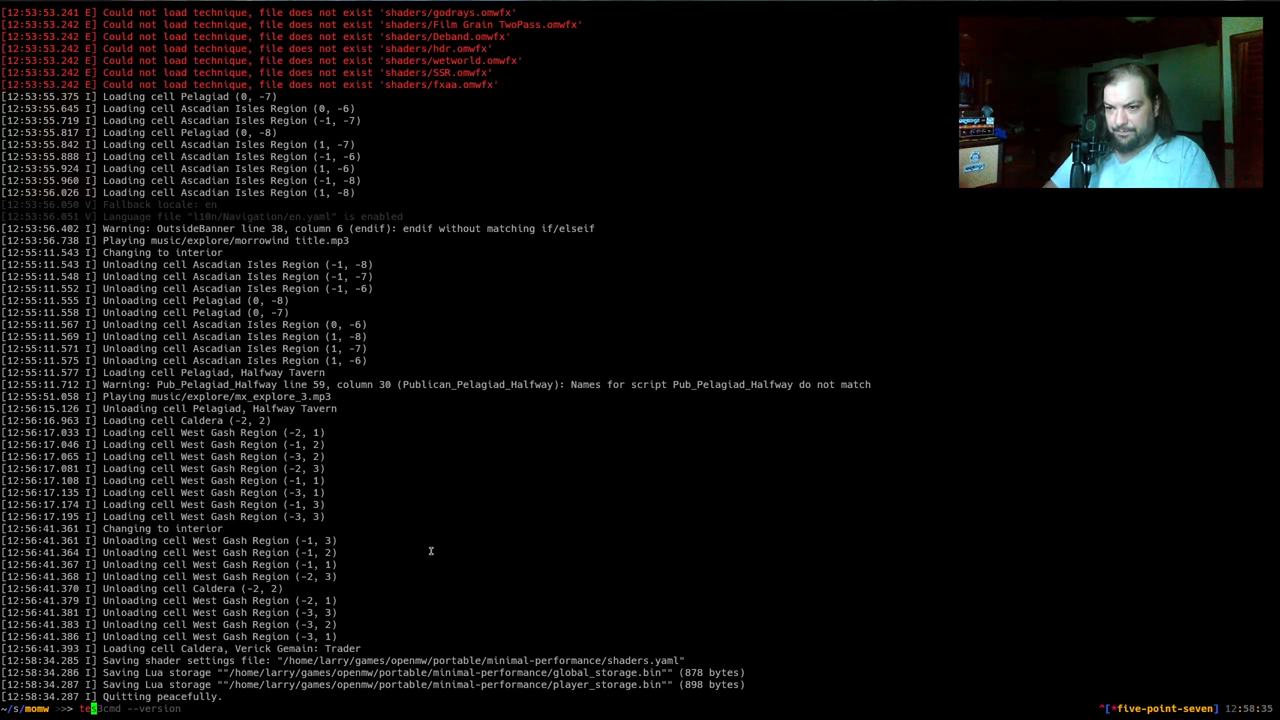 [12:53:53.241 E] Could not load technique, file does not exist 'shaders/godrays.omwfx'
[12:53:53.242 E] Could not load technique, file does not exist 'shaders/Film Grain TwoPass.omwfx'
[12:53:53.242 E] Could not load technique, file does not exist 'shaders/Deband.omwfx'
[12:53:53.242 E] Could not load technique, file does not exist 'shaders/hdr.omwfx'
[12:53:53.242 E] Could not load technique, file does not exist 'shaders/wetworld.omwfx'
[12:53:53.242 E] Could not load technique, file does not exist 'shaders/SSR.omwfx'
[12:53:53.242 E] Could not load technique, file does not exist 'shaders/fxaa.omwfx'
[12:53:55.375 I] Loading cell Pelagiad (0, -7)
[12:53:55.645 I] Loading cell Ascadian Isles Region (0, -6)
[12:53:55.719 I] Loading cell Ascadian Isles Region (-1, -7)
[12:53:55.817 I] Loading cell Pelagiad (0, -8)
[12:53:55.842 I] Loading cell Ascadian Isles Region (1, -7)
[12:53:55.888 I] Loading cell Ascadian Isles Region (-1, -6)
[12:53:55.924 I] Loading cell Ascadian Isles Region (1, -6)
[12:53:55.960 I] Loading cell Ascadian Isles Region (-1, -8)
[12:53:56.026 I] Loading cell Ascadian Isles Region (1, -8)
[12:53:56.050 V] Fallback locale: en
[12:53:56.051 V] Language file "l10n/Navigation/en.yaml" is enabled
[12:53:56.402 I] Warning: OutsideBanner line 38, column 6 (endif): endif without matching if/elseif
[12:53:56.738 I] Playing music/explore/morrowind title.mp3
[12:55:11.543 I] Changing to interior
[12:55:11.543 I] Unloading cell Ascadian Isles Region (-1, -8)
[12:55:11.548 I] Unloading cell Ascadian Isles Region (-1, -7)
[12:55:11.552 I] Unloading cell Ascadian Isles Region (-1, -6)
[12:55:11.555 I] Unloading cell Pelagiad (0, -8)
[12:55:11.558 I] Unloading cell Pelagiad (0, -7)
[12:55:11.567 I] Unloading cell Ascadian Isles Region (0, -6)
[12:55:11.569 I] Unloading cell Ascadian Isles Region (1, -8)
[12:55:11.571 I] Unloading cell Ascadian Isles Region (1, -7)
[12:55:11.575 I] Unloading cell Ascadian Isles Region (1, -6)
[12:55:11.577 I] Loading cell Pelagiad, Halfway Tavern
[12:55:11.712 I] Warning: Pub_Pelagiad_Halfway line 59, column 30 (Publican_Pelagiad_Halfway): Names for script Pub_Pelagiad_Halfway do not match
[12:55:51.058 I] Playing music/explore/mx_explore_3.mp3
[12:56:15.126 I] Unloading cell Pelagiad, Halfway Tavern
[12:56:16.963 I] Loading cell Caldera (-2, 2)
[12:56:17.033 I] Loading cell West Gash Region (-2, 1)
[12:56:17.046 I] Loading cell West Gash Region (-1, 2)
[12:56:17.065 I] Loading cell West Gash Region (-3, 2)
[12:56:17.081 I] Loading cell West Gash Region (-2, 3)
[12:56:17.108 I] Loading cell West Gash Region (-1, 1)
[12:56:17.135 I] Loading cell West Gash Region (-3, 1)
[12:56:17.174 I] Loading cell West Gash Region (-1, 3)
[12:56:17.195 I] Loading cell West Gash Region (-3, 3)
[12:56:41.361 I] Changing to interior
[12:56:41.361 I] Unloading cell West Gash Region (-1, 3)
[12:56:41.364 I] Unloading cell West Gash Region (-1, 2)
[12:56:41.367 I] Unloading cell West Gash Region (-1, 1)
[12:56:41.368 I] Unloading cell West Gash Region (-2, 3)
[12:56:41.370 I] Unloading cell Caldera (-2, 2)
[12:56:41.379 I] Unloading cell West Gash Region (-2, 1)
[12:56:41.381 I] Unloading cell West Gash Region (-3, 3)
[12:56:41.383 I] Unloading cell West Gash Region (-3, 2)
[12:56:41.386 I] Unloading cell West Gash Region (-3, 1)
[12:56:41.393 I] Loading cell Caldera, Verick Gemain: Trader
[12:58:34.285 I] Saving shader settings file: "/home/larry/games/openmw/portable/minimal-performance/shaders.yaml"
[12:58:34.286 I] Saving Lua storage ""/home/larry/games/openmw/portable/minimal-performance/global_storage.bin"" (878 bytes)
[12:58:34.287 I] Saving Lua storage ""/home/larry/games/openmw/portable/minimal-performance/player_storage.bin"" (898 bytes)
[12:58:34.287 I] Quitting peacefully.
~/s/momw >>> tes3cmd --version ^[*five-point-seven] 12:58:35